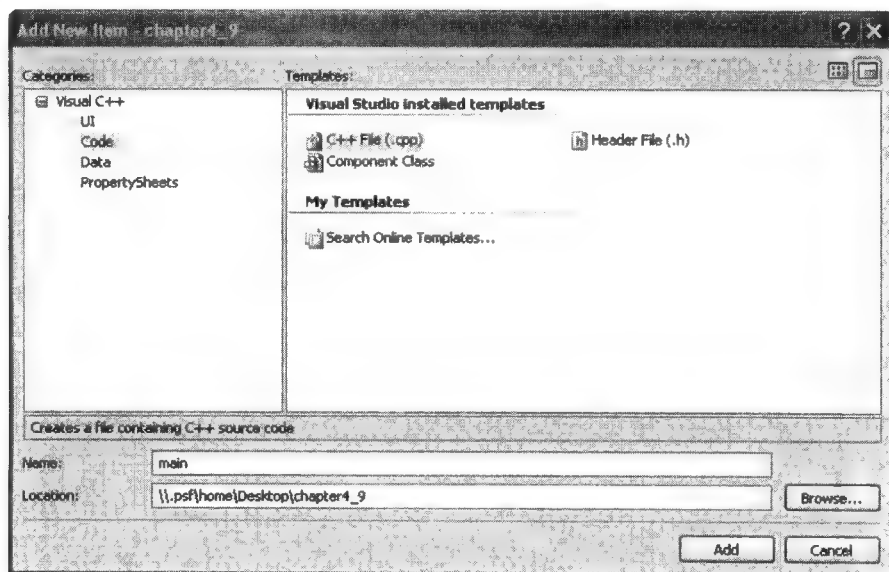 Add New Item - chapter4_9
Categories:
Templates:
Visual C++
UI
Code
Data
PropertySheets
Visual Studio installed templates
C++ File (.cpp)
Header File (.h)
Component Class
My Templates
Search Online Templates...
Creates a file containing C++ source code
Name:
main
Location:
\\.psf\home\Desktop\chapter4_9
Browse...
Add
Cancel